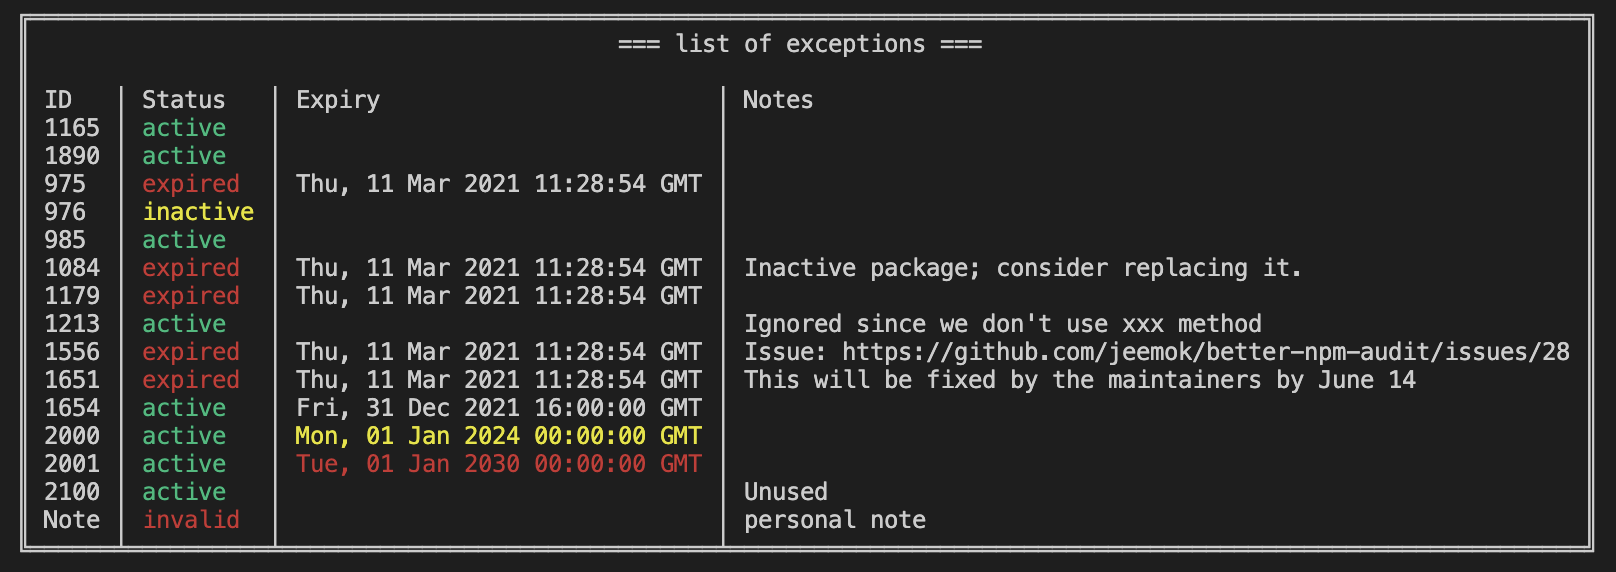 === list of exceptions ===
ID Status Expiry Notes
1165 active
1890 active
975 expired Thu, 11 Mar 2021 11:28:54 GMT
976 inactive
985 active
1084 expired Thu, 11 Mar 2021 11:28:54 GMT Inactive package; consider replacing it.
1179 expired Thu, 11 Mar 2021 11:28:54 GMT
1213 active Ignored since we don't use xxx method
1556 expired Thu, 11 Mar 2021 11:28:54 GMT Issue: https://github.com/jeemok/better-npm-audit/issues/28
1651 expired Thu, 11 Mar 2021 11:28:54 GMT This will be fixed by the maintainers by June 14
1654 active Fri, 31 Dec 2021 16:00:00 GMT
2000 active Mon, 01 Jan 2024 00:00:00 GMT
2001 active Tue, 01 Jan 2030 00:00:00 GMT
2100 active Unused
Note invalid personal note